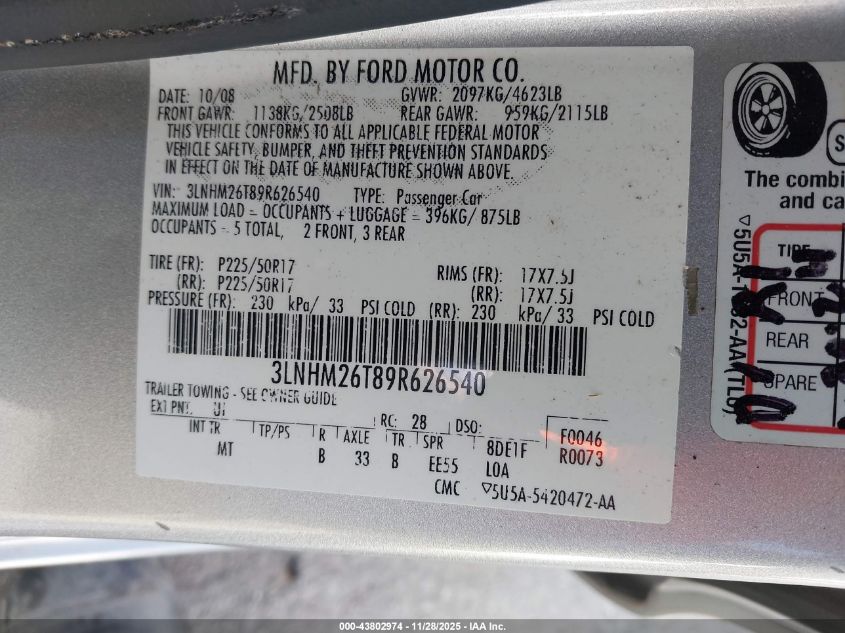 MFD. BY FORD MOTOR CO.
DATE: 10/08 GVWR: 2097KG/4623LB
FRONT GAWR: 1138KG/2508LB REAR GAWR: 959KG/2115LB
THIS VEHICLE CONFORMS TO ALL APPLICABLE FEDERAL MOTOR
VEHICLE SAFETY, BUMPER, AND THEFT PREVENTION STANDARDS
IN EFFECT ON THE DATE OF MANUFACTURE SHOWN ABOVE.
VIN: 3LNHM26T89R626540 TYPE: Passenger Car
MAXIMUM LOAD = OCCUPANTS + LUGGAGE = 396KG/ 875LB
OCCUPANTS - 5 TOTAL, 2 FRONT, 3 REAR
TIRE (FR): P225/50R17 RIMS (FR): 17X7.5J
(RR): P225/50R17 (RR): 17X7.5J
PRESSURE (FR): 230 kPa/ 33 PSI COLD (RR): 230 kPa/ 33 PSI COLD
3LNHM26T89R626540
TRAILER TOWING - SEE OWNER GUIDE
EXT PNT: UI RC: 28 DSO: F0046
INT TR TP/PS R AXLE TR SPR 8DE1F R0073
MT B 33 B EE55 LOA
CMC ▽5U5A-5420472-AA
The combi
and ca
TIRE
FRONT
REAR
SPARE
000-43802974 - 11/28/2025 - IAA Inc.